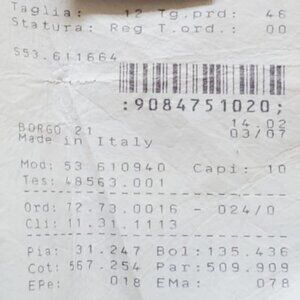 Taglia: 12 Tg.prd: 46
Statura: Reg T.ord.: 00
553.611664
:9084751020;
BORGO 21 14 02
Made in Italy 03/07
Mod: 53 610940 Capi: 10
Tes: 48563.001
Ord: 72.73.0016 - 024/0
Cli: 11.31.1113
Pia: 31.247 Bol:135.436
Cot: 567.254 Par:509.909
EPe: 018 EMa: 078